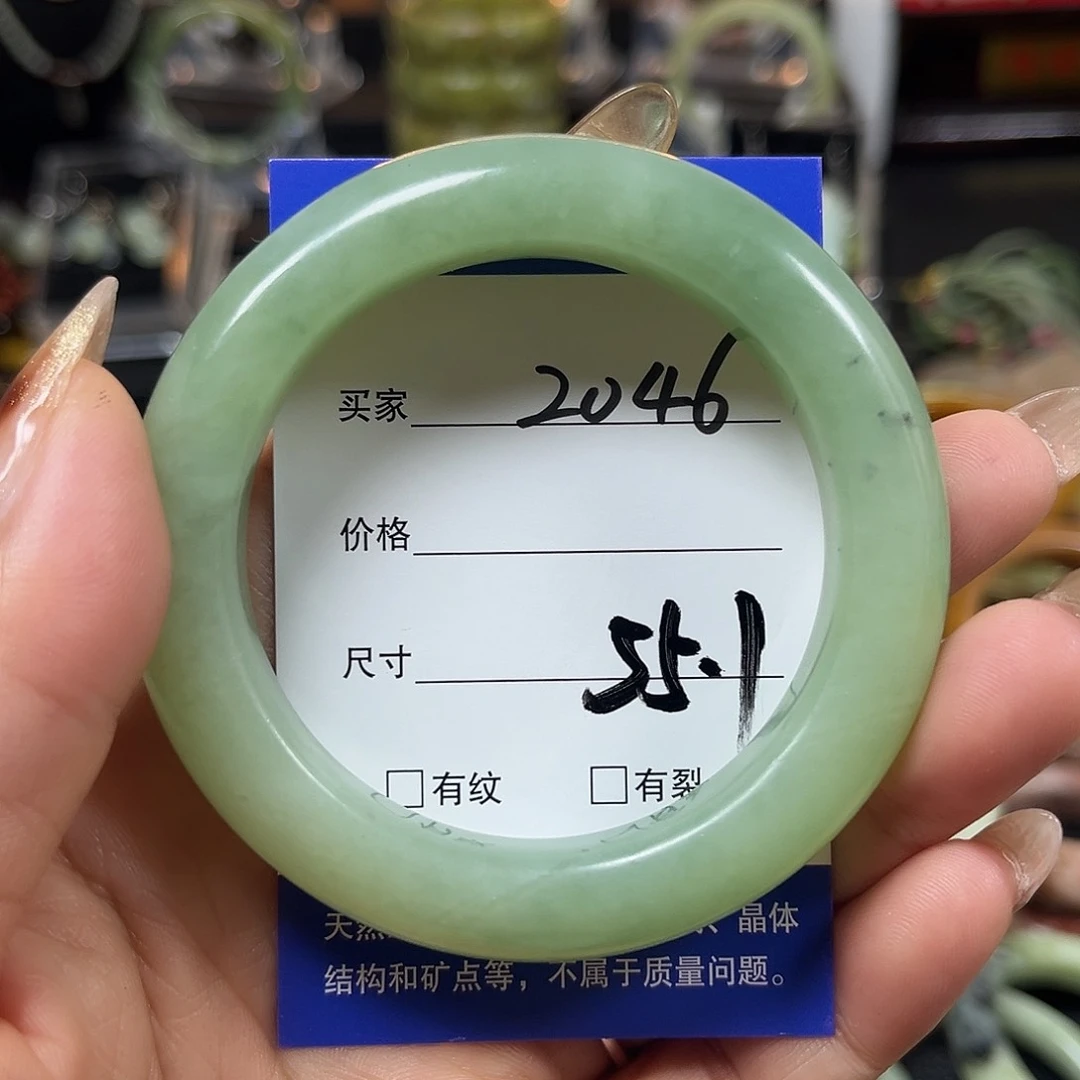 买家 2046
价格
尺寸 55.1
□有纹 □有裂
天然 、晶体
结构和矿点等，不属于质量问题。